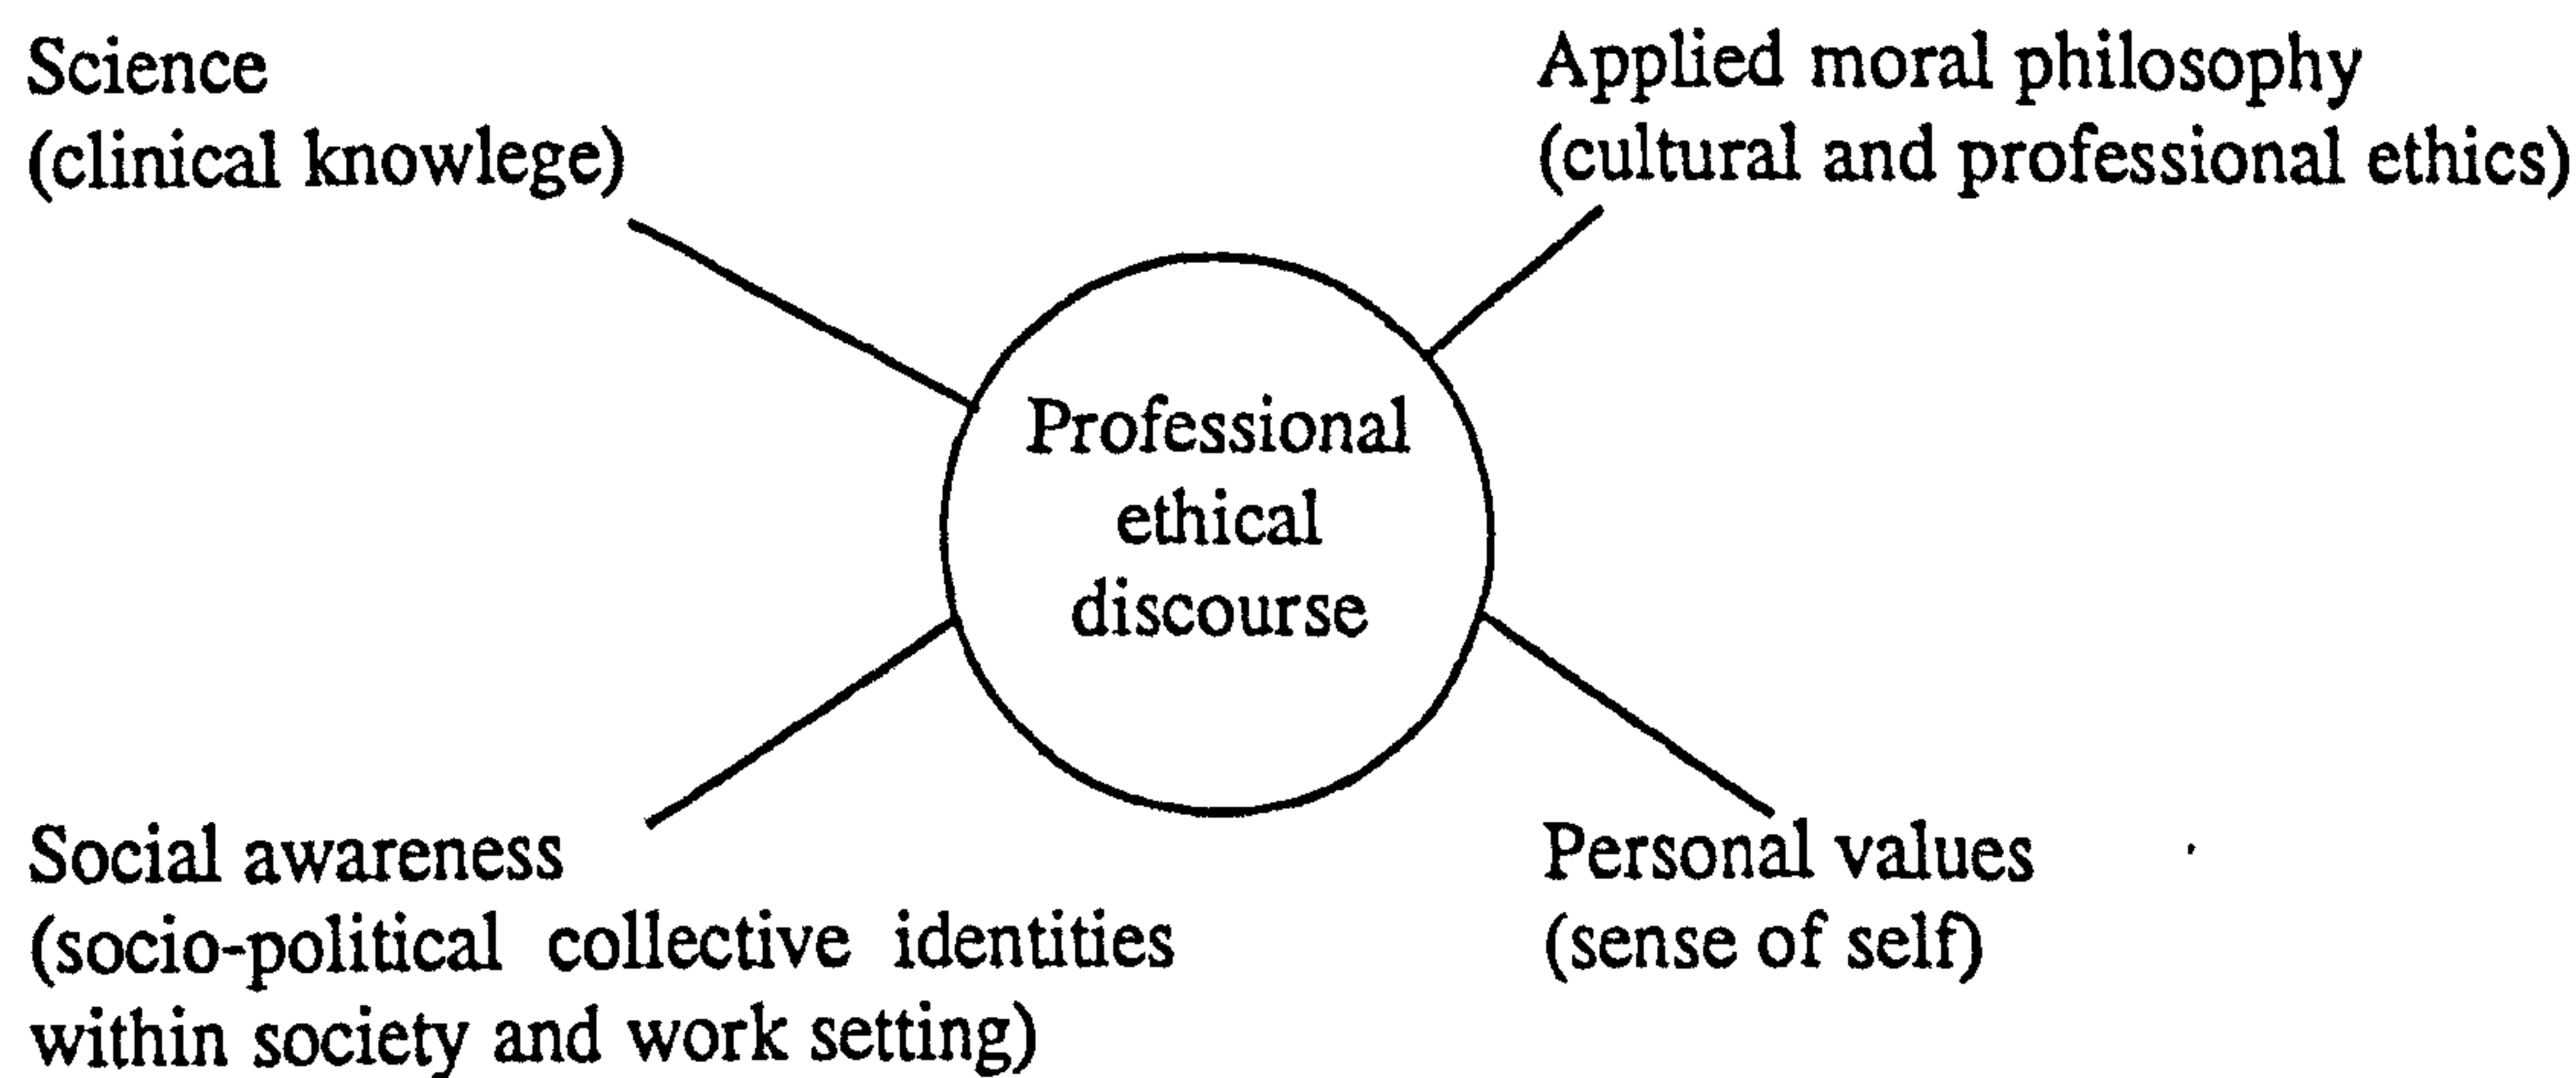 Science
(clinical knowlege)
Applied moral philosophy
(cultural and professional ethics)
Professional
ethical
discourse
Social awareness
(socio-political collective identities
within society and work setting)
Personal values
(sense of self)